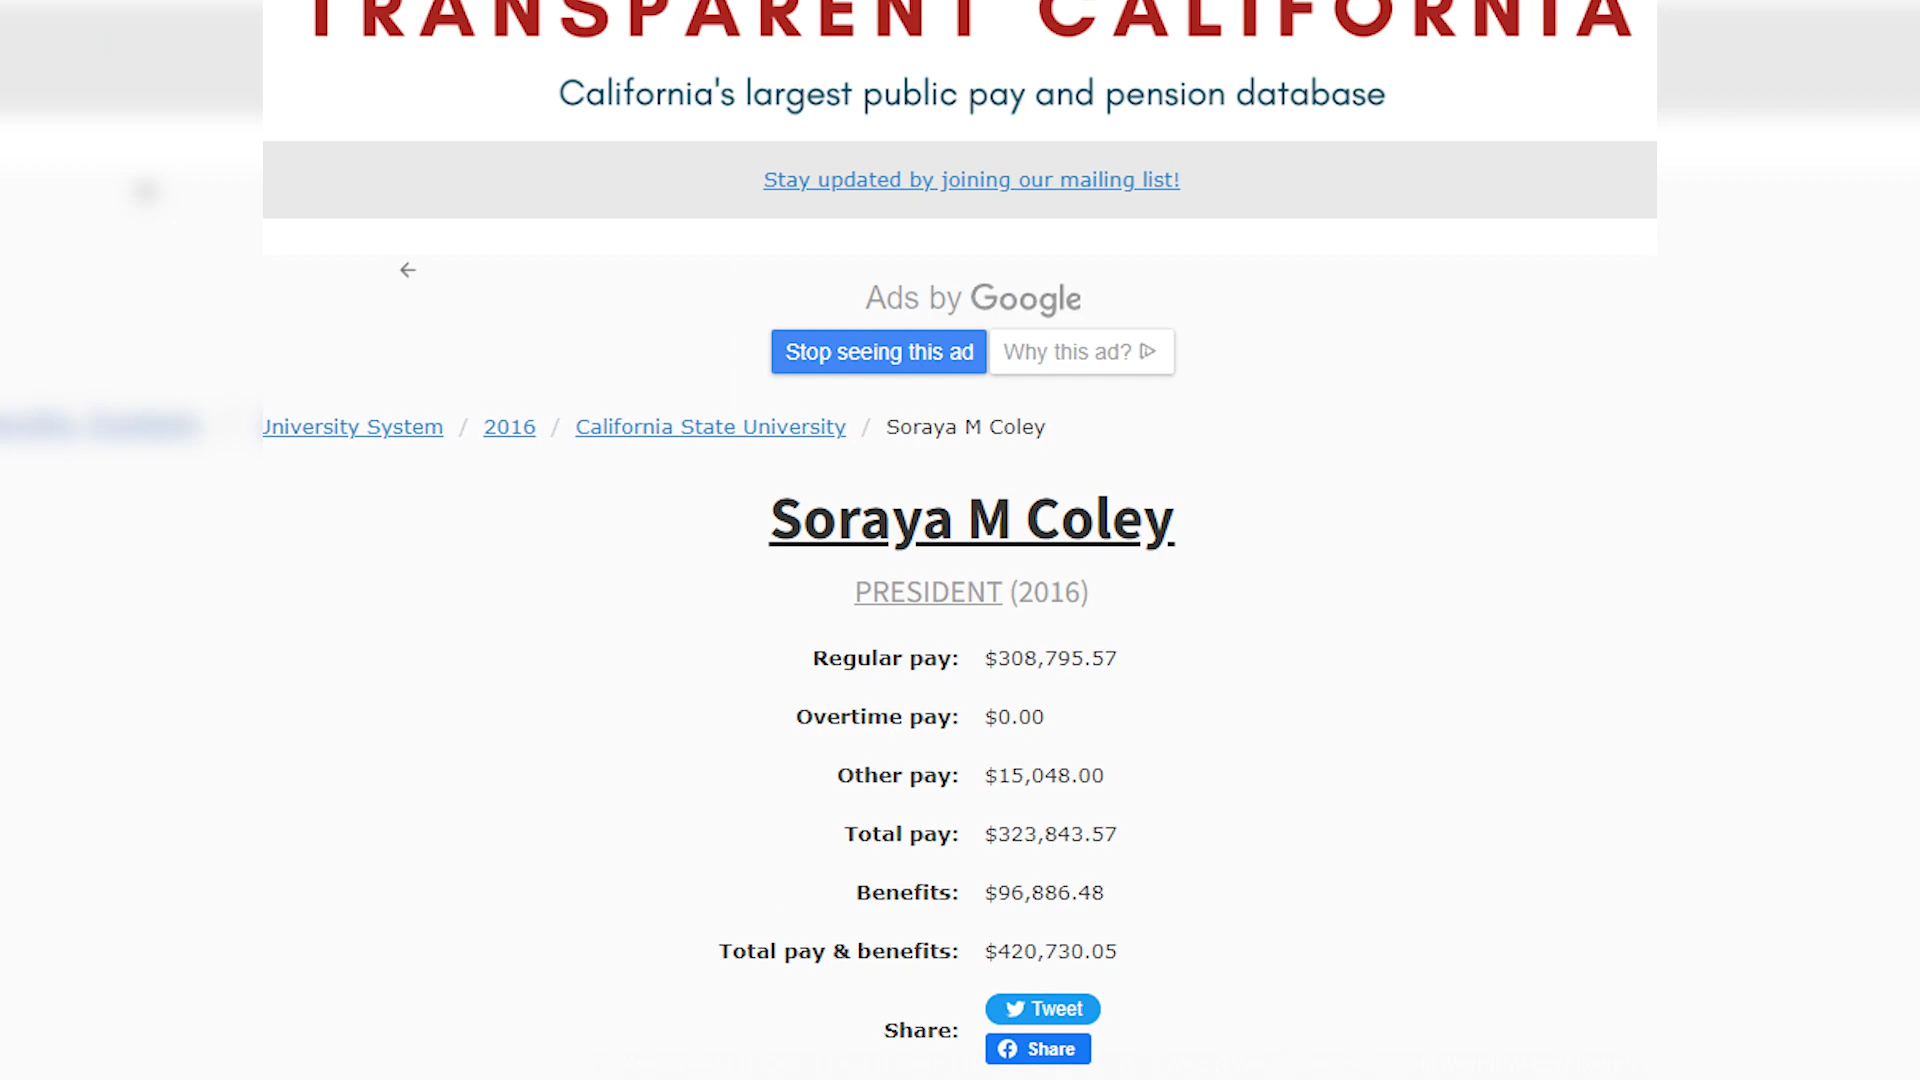 TRANSPARENT CALIFORNIA
California's largest public pay and pension database
Stay updated by joining our mailing list!
Ads by Google
Stop seeing this ad Why this ad?
University System / 2016 / California State University / Soraya M Coley
Soraya M Coley
PRESIDENT (2016)
Regular pay: $308,795.57
Overtime pay: $0.00
Other pay: $15,048.00
Total pay: $323,843.57
Benefits: $96,886.48
Total pay & benefits: $420,730.05
Tweet
Share:
Share